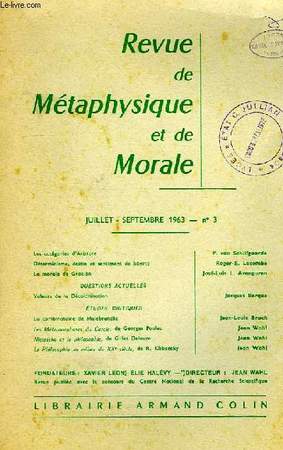 Revue
de
Métaphysique
et de
Morale
JUILLET - SEPTEMBRE 1963 — n° 3
Les catégories d'Aristote P. van Schilfgaarde
Déterminisme, destin et sentiment de liberté Roger-E. Lacombe
La morale de Gracián José-Luis L. Aranguren
QUESTIONS ACTUELLES
Valeurs de la Décolonisation Jacques Berque
ÉTUDES CRITIQUES
Le cartésianisme de Malebranche Jean-Louis Bruch
Les Métamorphoses du Cercle, de Georges Poulet Jean Wahl
Nietzsche et la philosophie, de Gilles Deleuze Jean Wahl
La Philosophie au milieu du XXe siècle, de R. Klibansky Jean Wahl
FONDATEURS : XAVIER LÉON, ÉLIE HALÉVY — DIRECTEUR : JEAN WAHL
Revue publiée avec le concours du Centre National de la Recherche Scientifique
LIBRAIRIE ARMAND COLIN